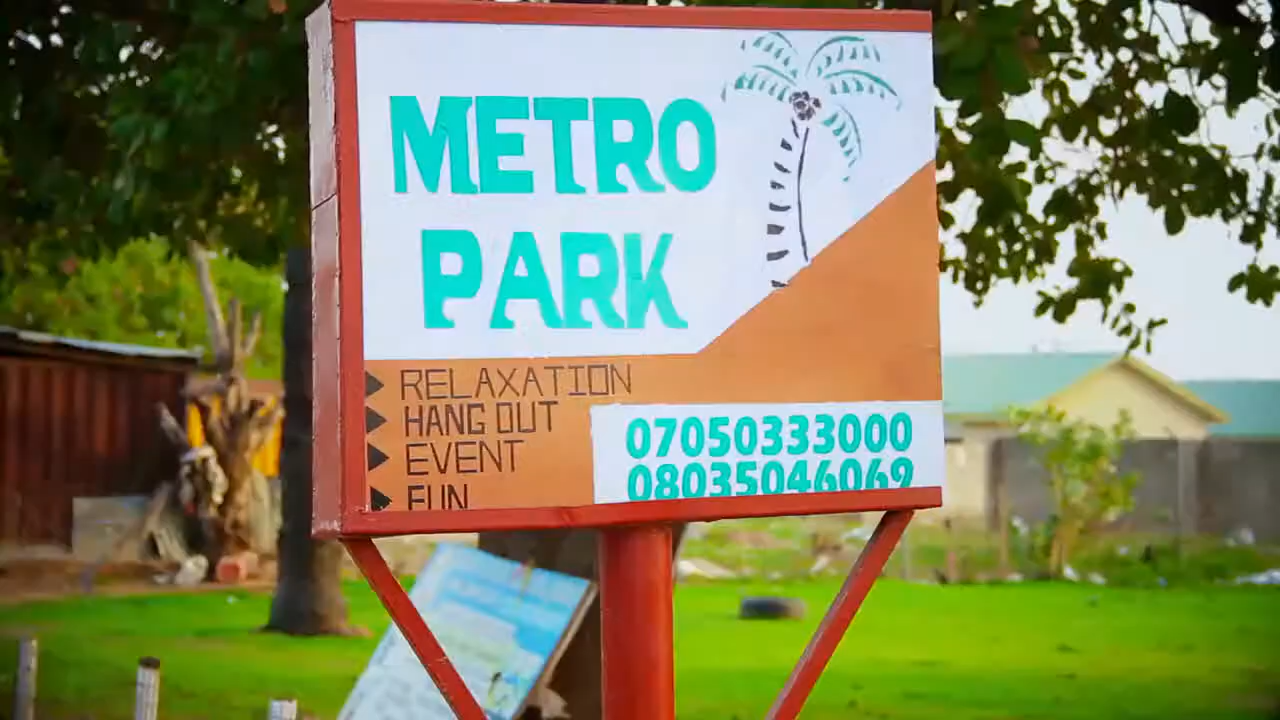 METRO
PARK
RELAXATION
HANG OUT
EVENT
FUN
07050333000
08035046069